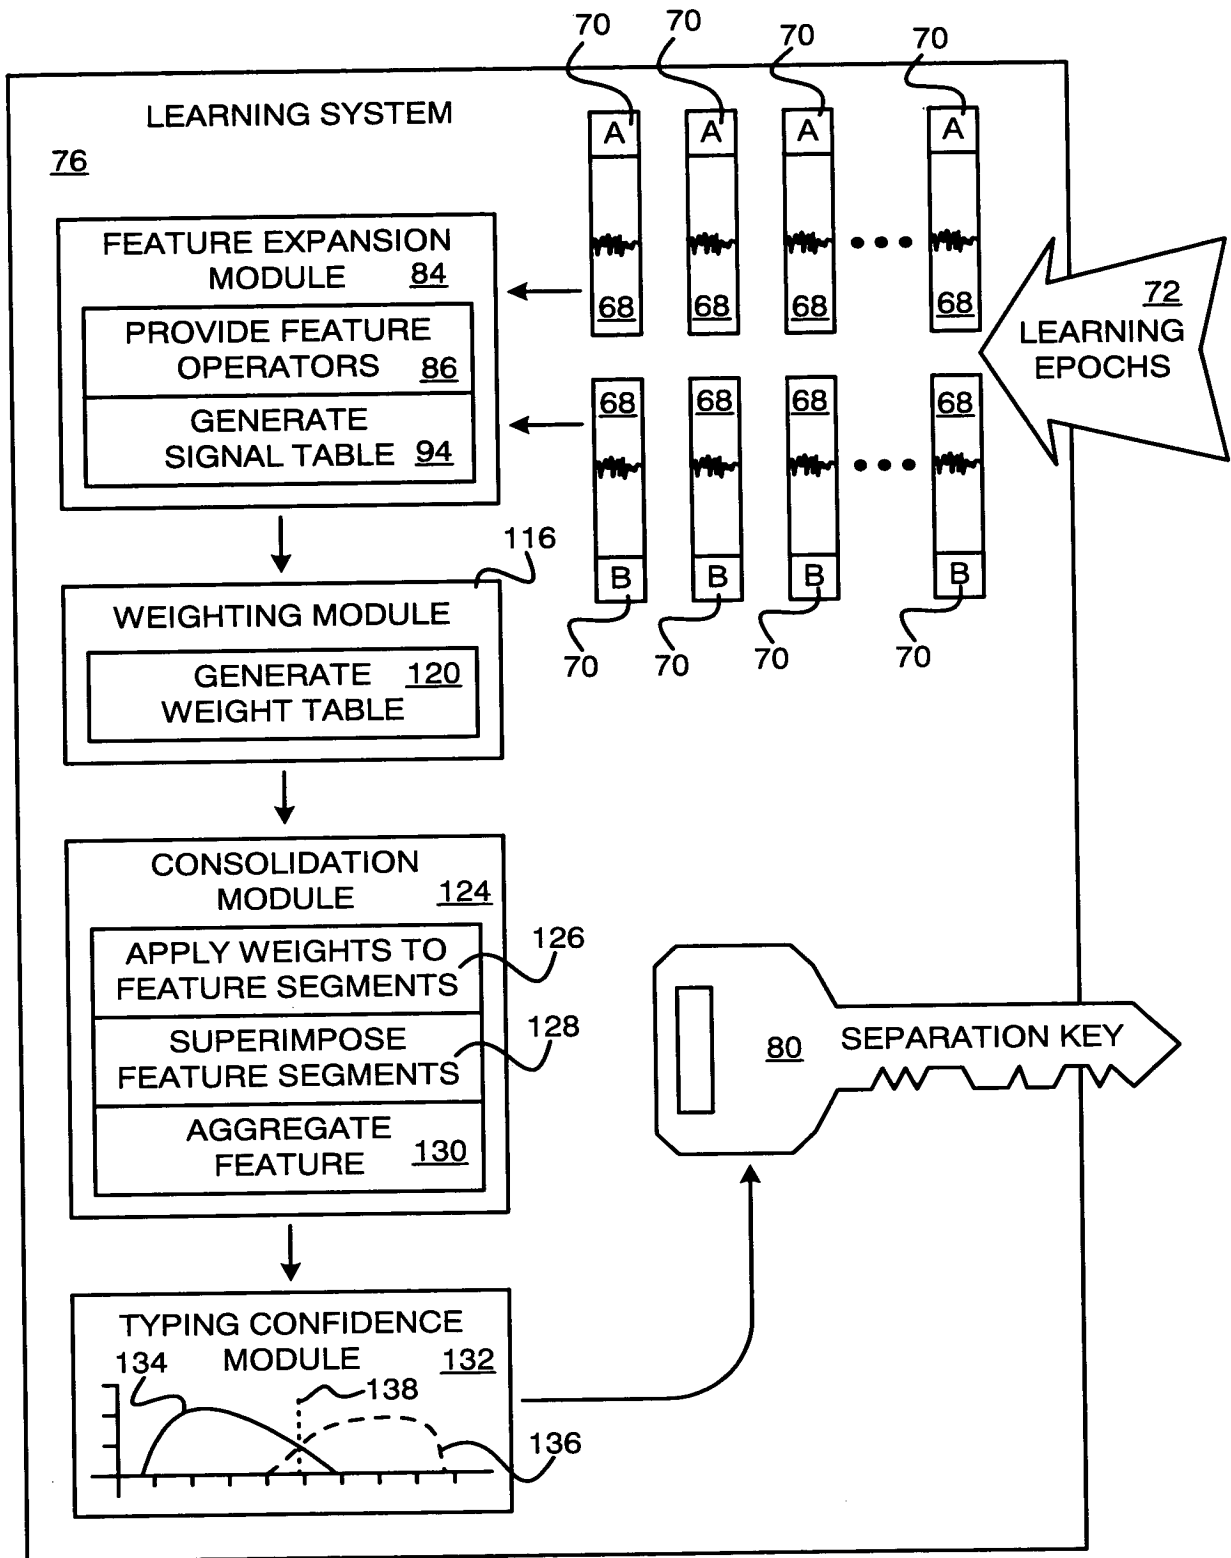 70 70 70 70
LEARNING SYSTEM
76
A A A A
68 68 68 68
72
LEARNING
EPOCHS
68 68 68 68
B B B B
70 70 70 70
FEATURE EXPANSION
MODULE 84
PROVIDE FEATURE
OPERATORS 86
GENERATE
SIGNAL TABLE 94
116
WEIGHTING MODULE
GENERATE 120
WEIGHT TABLE
CONSOLIDATION
MODULE 124
APPLY WEIGHTS TO
FEATURE SEGMENTS
126
SUPERIMPOSE
FEATURE SEGMENTS
128
AGGREGATE
FEATURE 130
80 SEPARATION KEY
TYPING CONFIDENCE
MODULE 132
134
138
136